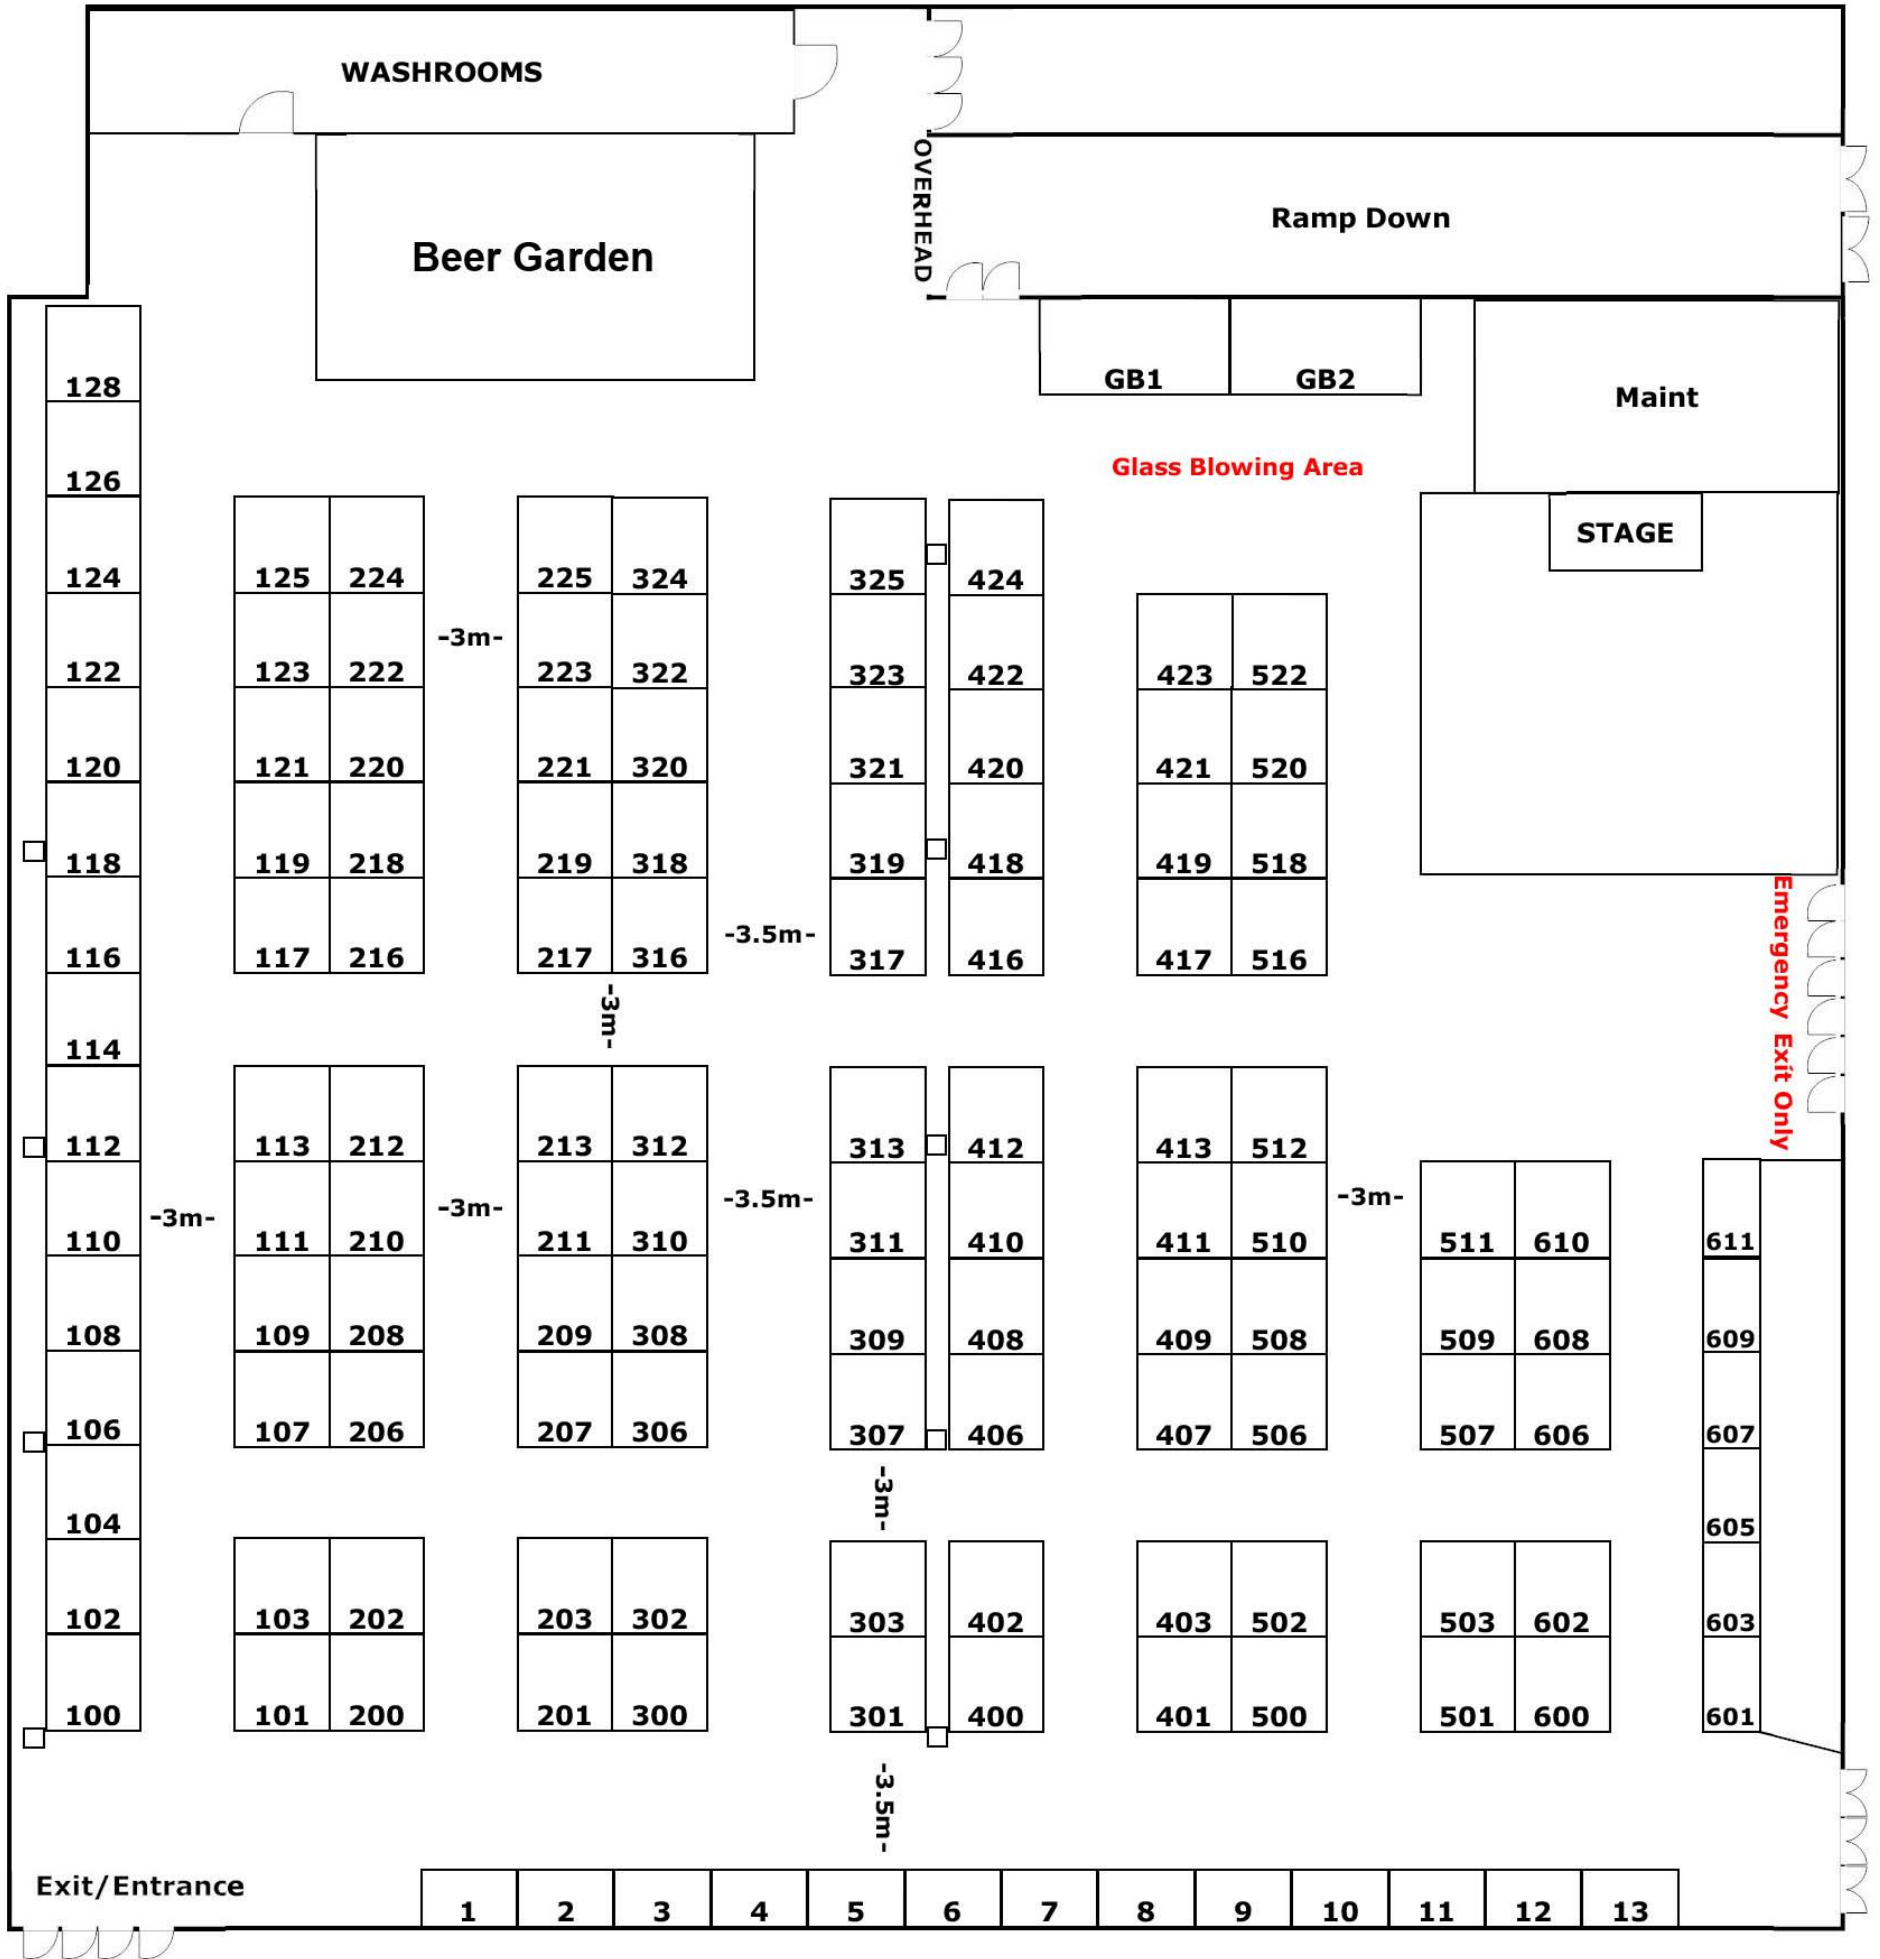 WASHROOMS
OVERHEAD
Ramp Down
Beer Garden
GB1 GB2
Maint
128
Glass Blowing Area
126
STAGE
124 125 224 225 324 325 424
-3m-
122 123 222 223 322 323 422 423 522
120 121 220 221 320 321 420 421 520
118 119 218 219 318 319 418 419 518
Emergency Exit Only
-3.5m-
116 117 216 217 316 317 416 417 516
-3m-
114
112 113 212 213 312 313 412 413 512
-3m- -3m- -3.5m- -3m-
110 111 210 211 310 311 410 411 510 511 610 611
108 109 208 209 308 309 408 409 508 509 608 609
106 107 206 207 306 307 406 407 506 507 606 607
-3m-
104 605
102 103 202 203 302 303 402 403 502 503 602 603
100 101 200 201 300 301 400 401 500 501 600 601
-3.5m-
Exit/Entrance
1 2 3 4 5 6 7 8 9 10 11 12 13